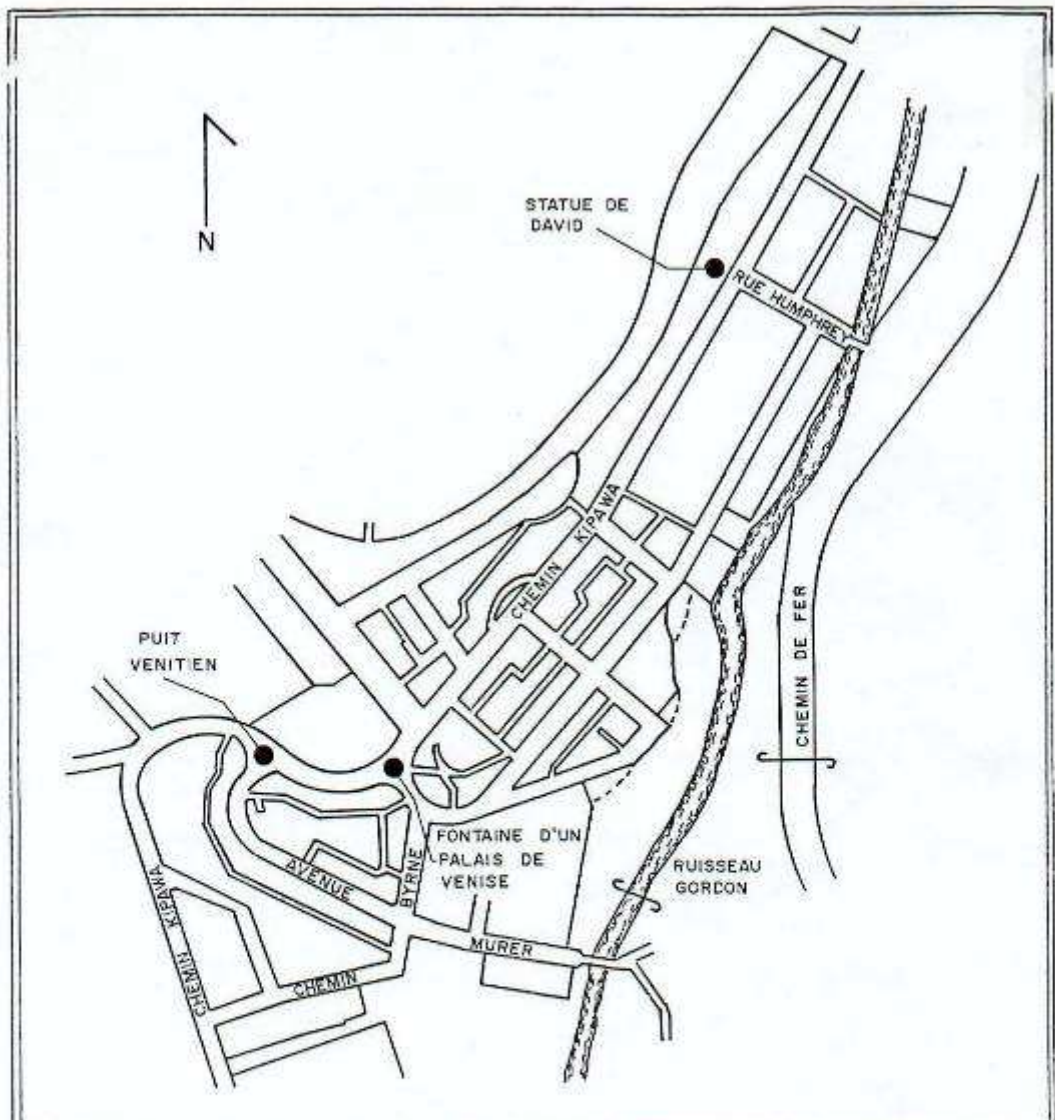 STATUE DE
DAVID
N
RUE HUMPHREY
CHEMIN KIPAWA
PUIT
VENITIEN
CHEMIN DE FER
FONTAINE D'UN
PALAIS DE
VENISE
RUISSEAU
GORDON
AVENUE
BYRNE
MURER
CHEMIN KIPAWA
CHEMIN